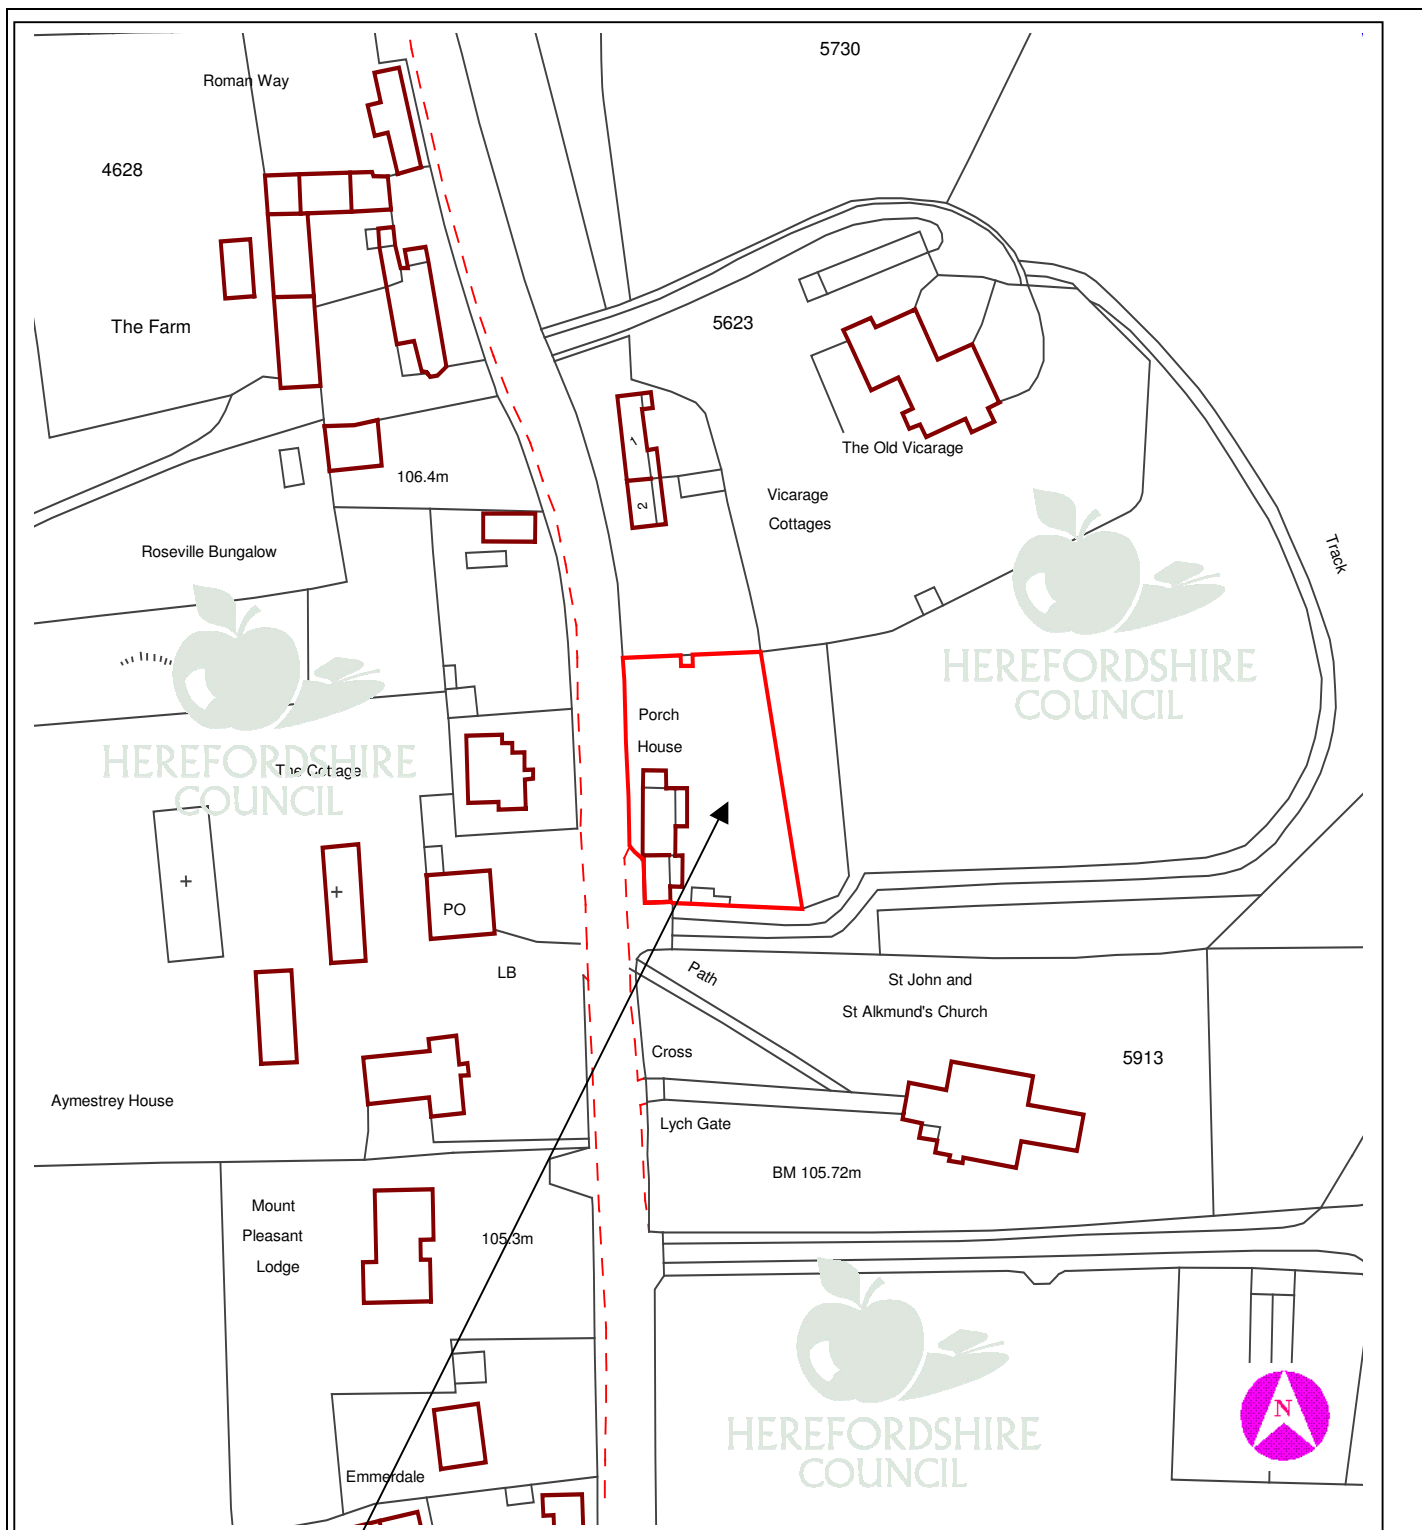 5730
Roman Way
4628
The Farm
5623
1
The Old Vicarage
106.4m
Vicarage
Cottages
2
Roseville Bungalow
Track
HEREFORDSHIRE
COUNCIL
Porch
House
HEREFORDSHIRE
COUNCIL
The Cottage
PO
LB
Path
St John and
St Alkmund's Church
Cross
5913
Aymestrey House
Lych Gate
BM 105.72m
Mount
Pleasant
Lodge
105.3m
N
HEREFORDSHIRE
COUNCIL
Emmerdale